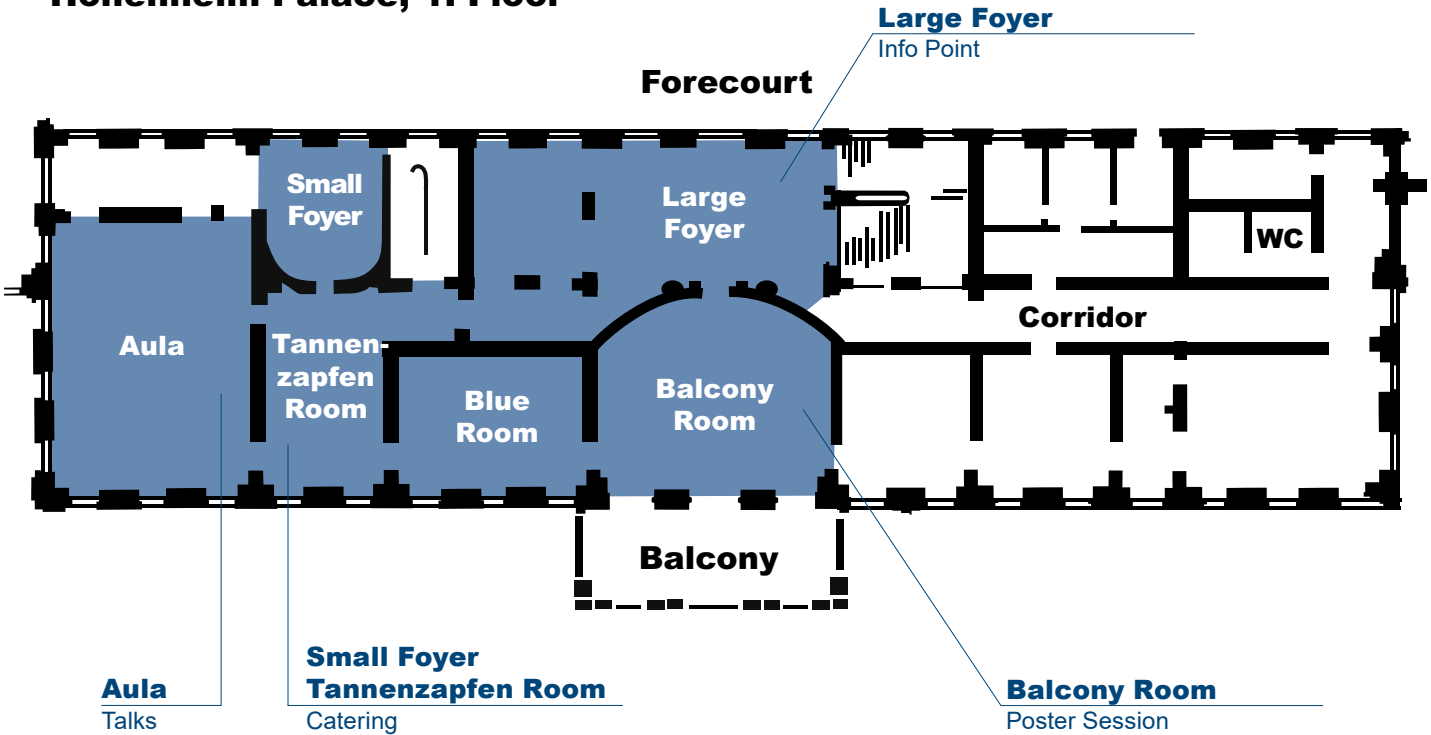 Large Foyer
Info Point
Forecourt
Small
Foyer
Large
Foyer
WC
Corridor
Aula
Tannen-
zapfen
Room
Blue
Room
Balcony
Room
Balcony
Small Foyer
Tannenzapfen Room
Catering
Aula
Talks
Balcony Room
Poster Session